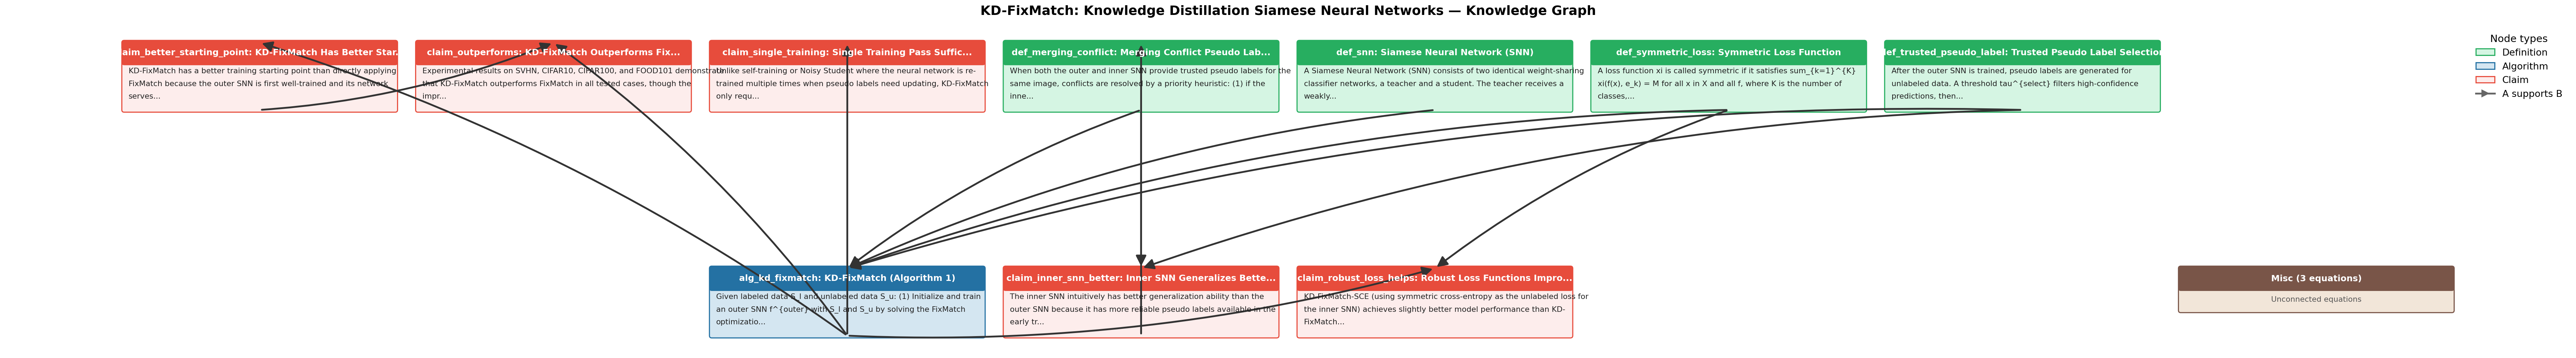 KD-FixMatch: Knowledge Distillation Siamese Neural Networks — Knowledge Graph
claim_better_starting_point: KD-FixMatch Has Better Star...
KD-FixMatch has a better training starting point than directly applying
FixMatch because the outer SNN is first well-trained and its network
serves...
claim_outperforms: KD-FixMatch Outperforms Fix...
Experimental results on SVHN, CIFAR10, CIFAR100, and FOOD101 demonstrate
that KD-FixMatch outperforms FixMatch in all tested cases, though the
impr...
claim_single_training: Single Training Pass Suffic...
Unlike self-training or Noisy Student where the neural network is re-
trained multiple times when pseudo labels need updating, KD-FixMatch
only requ...
def_merging_conflict: Merging Conflict Pseudo Lab...
When both the outer and inner SNN provide trusted pseudo labels for the
same image, conflicts are resolved by a priority heuristic: (1) if the
inne...
def_snn: Siamese Neural Network (SNN)
A Siamese Neural Network (SNN) consists of two identical weight-sharing
classifier networks, a teacher and a student. The teacher receives a
weakly...
def_symmetric_loss: Symmetric Loss Function
A loss function xi is called symmetric if it satisfies sum_{k=1}^{K}
xi(f(x), e_k) = M for all x in X and all f, where K is the number of
classes,...
def_trusted_pseudo_label: Trusted Pseudo Label Selection
After the outer SNN is trained, pseudo labels are generated for
unlabeled data. A threshold tau^{select} filters high-confidence
predictions, then...
Node types
Definition
Algorithm
Claim
A supports B
alg_kd_fixmatch: KD-FixMatch (Algorithm 1)
Given labeled data S_l and unlabeled data S_u: (1) Initialize and train
an outer SNN f^{outer} with S_l and S_u by solving the FixMatch
optimizatio...
claim_inner_snn_better: Inner SNN Generalizes Bette...
The inner SNN intuitively has better generalization ability than the
outer SNN because it has more reliable pseudo labels available in the
early tr...
claim_robust_loss_helps: Robust Loss Functions Impro...
KD-FixMatch-SCE (using symmetric cross-entropy as the unlabeled loss for
the inner SNN) achieves slightly better model performance than KD-
FixMatch...
Misc (3 equations)
Unconnected equations